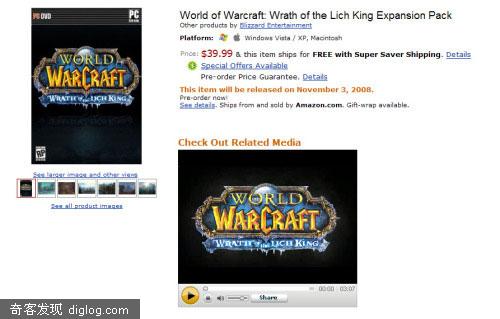 PC DVD
PC
WORLD
OF
WARCRAFT
WRATH OF THE LICH KING
See larger image and other views
See all product images
World of Warcraft: Wrath of the Lich King Expansion Pack
Other products by Blizzard Entertainment
Platform: Windows Vista / XP, Macintosh
Price: $39.99 & this item ships for FREE with Super Saver Shipping. Details
Special Offers Available
Pre-order Price Guarantee. Details
This item will be released on November 3, 2008.
Pre-order now!
See details. Ships from and sold by Amazon.com. Gift-wrap available.
Check Out Related Media
WORLD
OF
WARCRAFT
WRATH OF THE LICH KING
00:00 - 03:07
Share
奇客发现 diglog.com